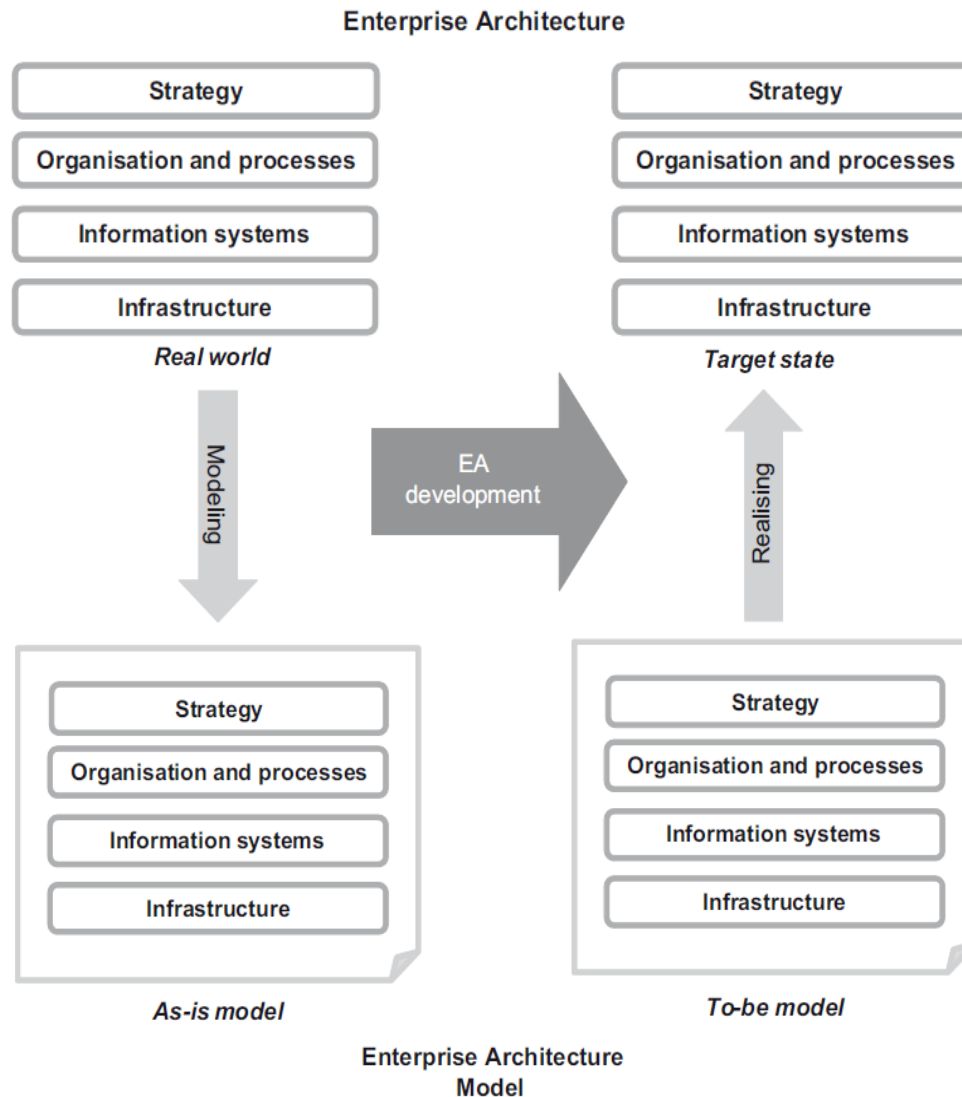 Enterprise Architecture
Strategy
Organisation and processes
Information systems
Infrastructure
Real world
Strategy
Organisation and processes
Information systems
Infrastructure
Target state
Modeling
EA
development
Realising
Strategy
Organisation and processes
Information systems
Infrastructure
As-is model
Strategy
Organisation and processes
Information systems
Infrastructure
To-be model
Enterprise Architecture
Model